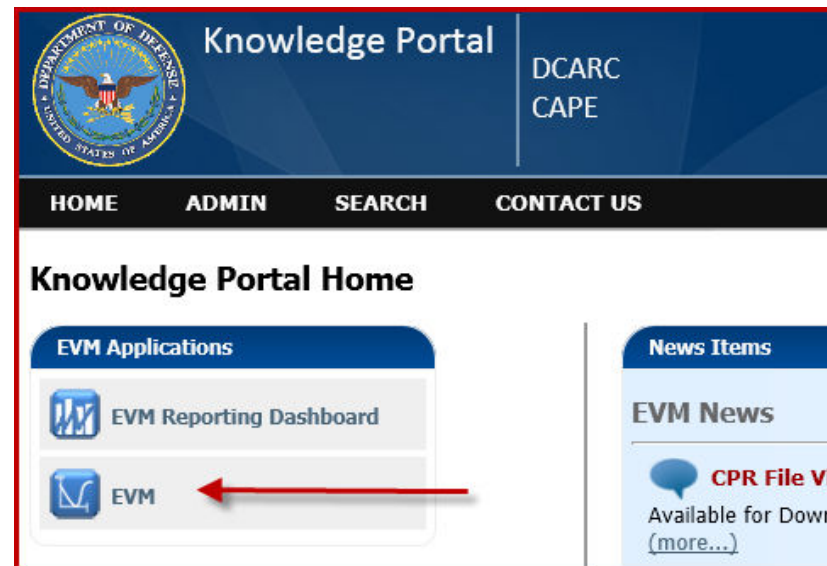 DEPARTMENT OF DEFENSE
UNITED STATES OF AMERICA
Knowledge Portal
DCARC
CAPE
HOME ADMIN SEARCH CONTACT US
Knowledge Portal Home
EVM Applications
EVM Reporting Dashboard
EVM
News Items
EVM News
CPR File V
Available for Down
(more...)